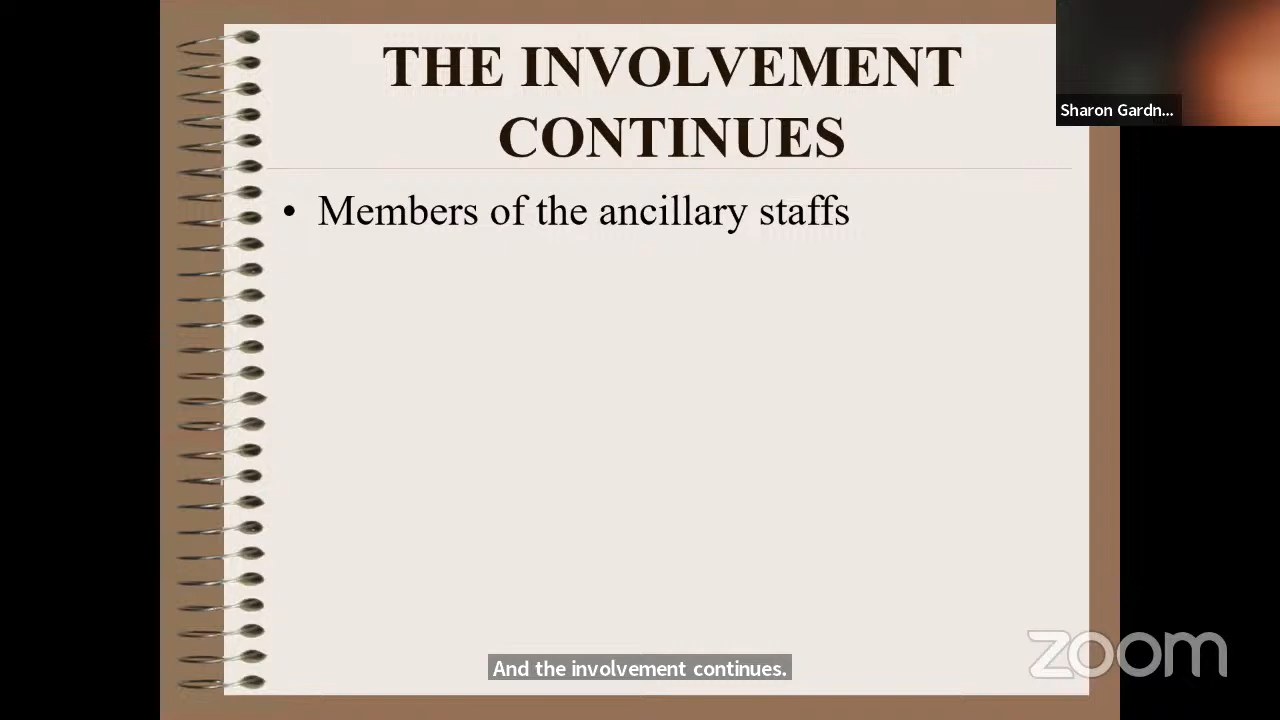 THE INVOLVEMENT
CONTINUES
Sharon Gardn...
• Members of the ancillary staffs
And the involvement continues.
zoom